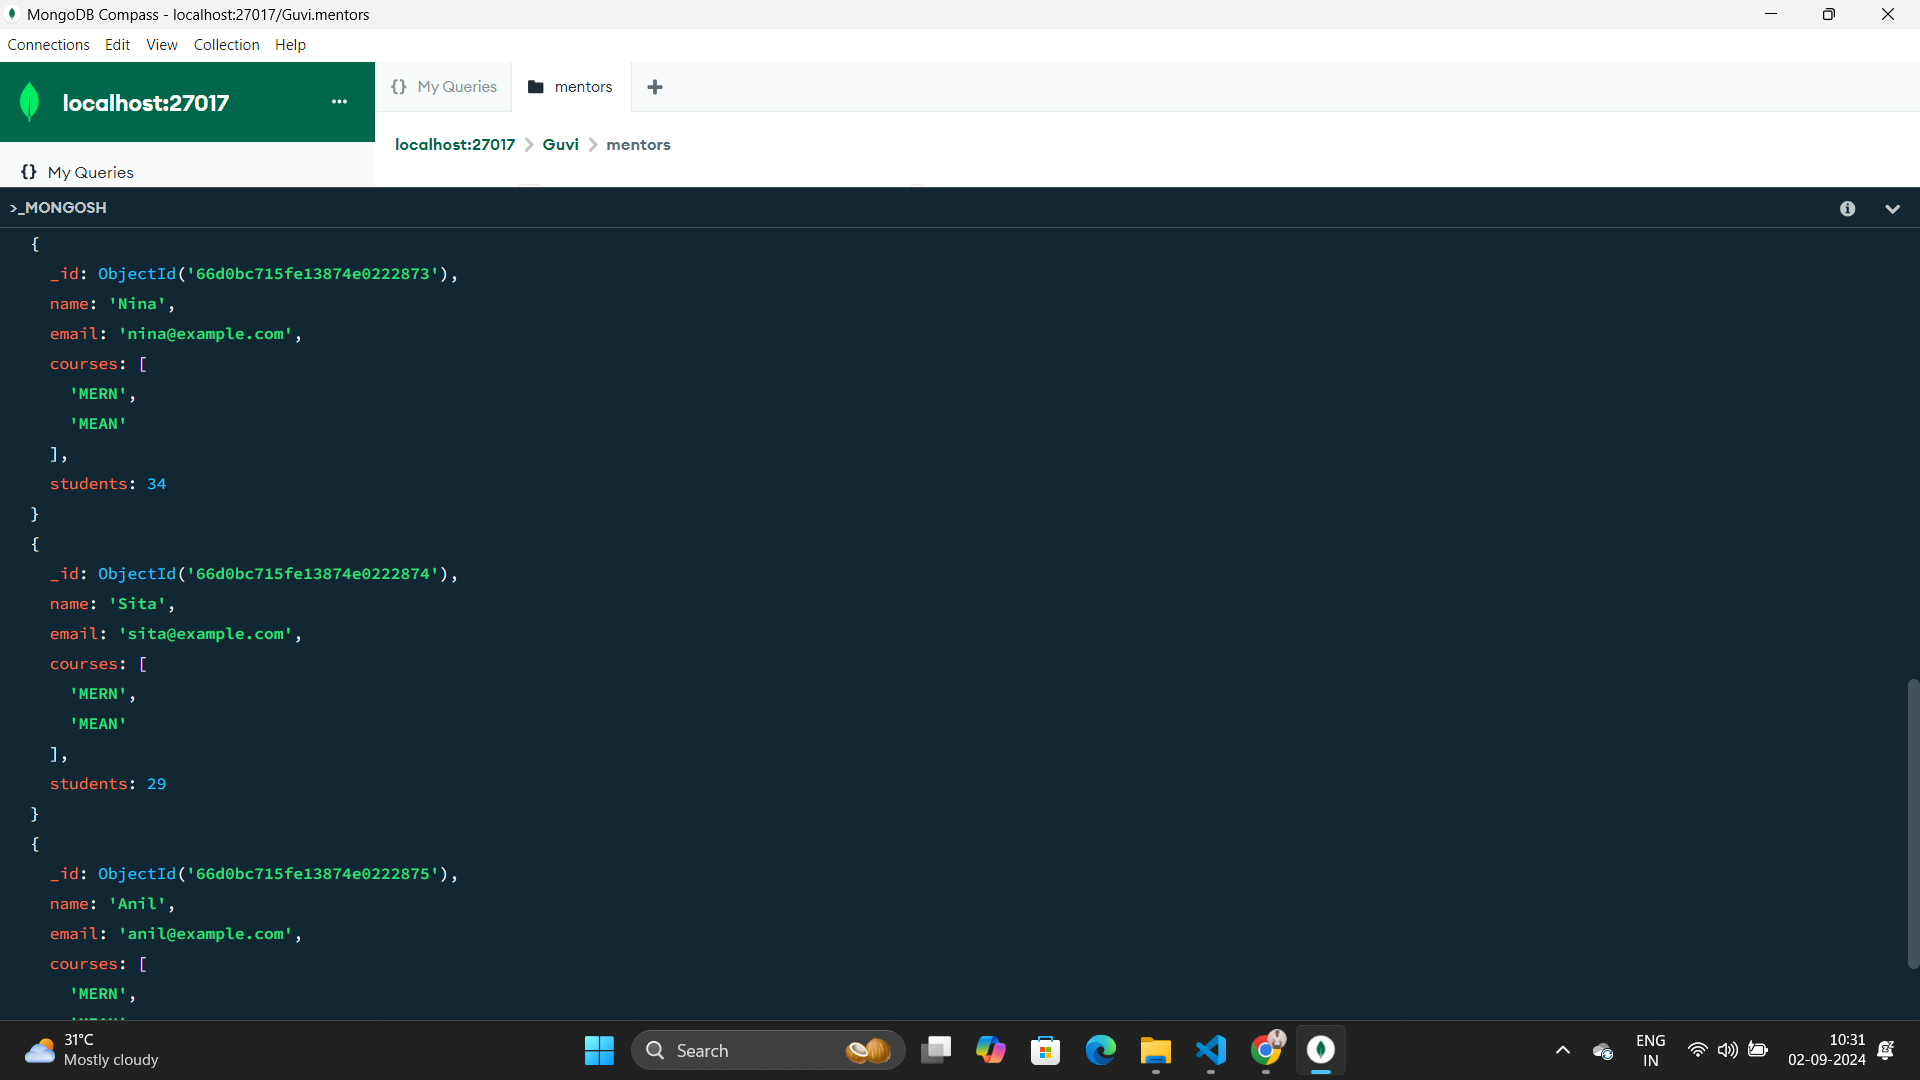 MongoDB Compass - localhost:27017/Guvi.mentors
Connections Edit View Collection Help
localhost:27017 ...
{} My Queries
mentors
+
localhost:27017 > Guvi > mentors
{} My Queries
>_MONGOSH
{
_id: ObjectId('66d0bc715fe13874e0222873'),
name: 'Nina',
email: 'nina@example.com',
courses: [
'MERN',
'MEAN'
],
students: 34
}
{
_id: ObjectId('66d0bc715fe13874e0222874'),
name: 'Sita',
email: 'sita@example.com',
courses: [
'MERN',
'MEAN'
],
students: 29
}
{
_id: ObjectId('66d0bc715fe13874e0222875'),
name: 'Anil',
email: 'anil@example.com',
courses: [
'MERN',
31°C
Mostly cloudy
Search
ENG
IN
10:31
02-09-2024